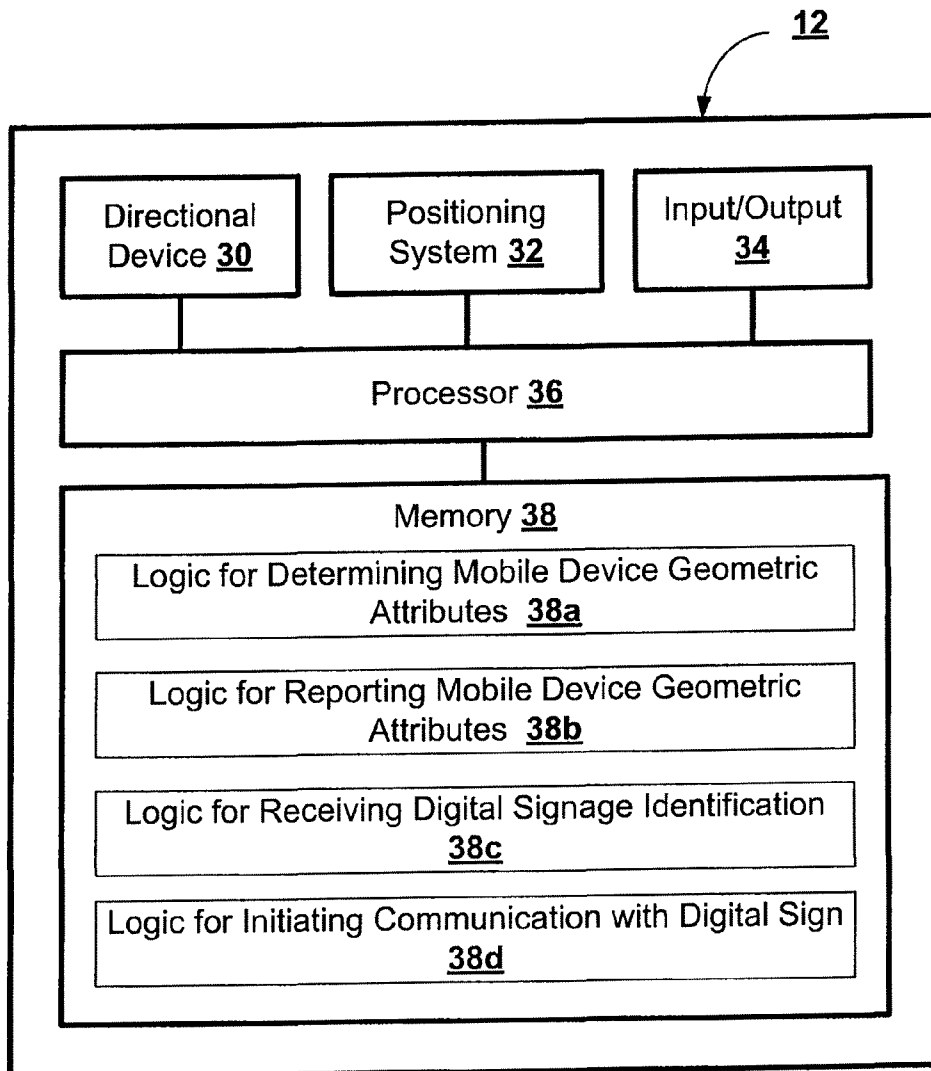 12
Directional
Device 30
Positioning
System 32
Input/Output
34
Processor 36
Memory 38
Logic for Determining Mobile Device Geometric
Attributes 38a
Logic for Reporting Mobile Device Geometric
Attributes 38b
Logic for Receiving Digital Signage Identification
38c
Logic for Initiating Communication with Digital Sign
38d